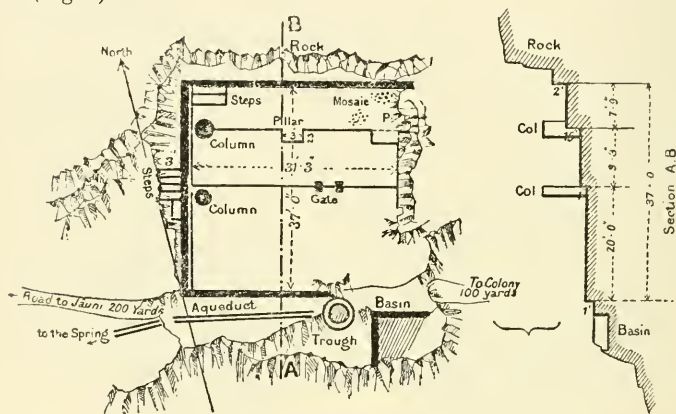 B
North
Rock
Steps
Mosaic
Pillar
P.
3'
Column
31'. 3"
Steps
3'
37'. 0"
Column
Gate
Road to Jauni 200 Yards
Aqueduct
Basin
To Colony
100 yards
to the Spring
Trough
A
Rock
2'
Col
Col
7'. 9"
9'. 3"
20'. 0"
37'. 0
1'
Basin
Section A.B